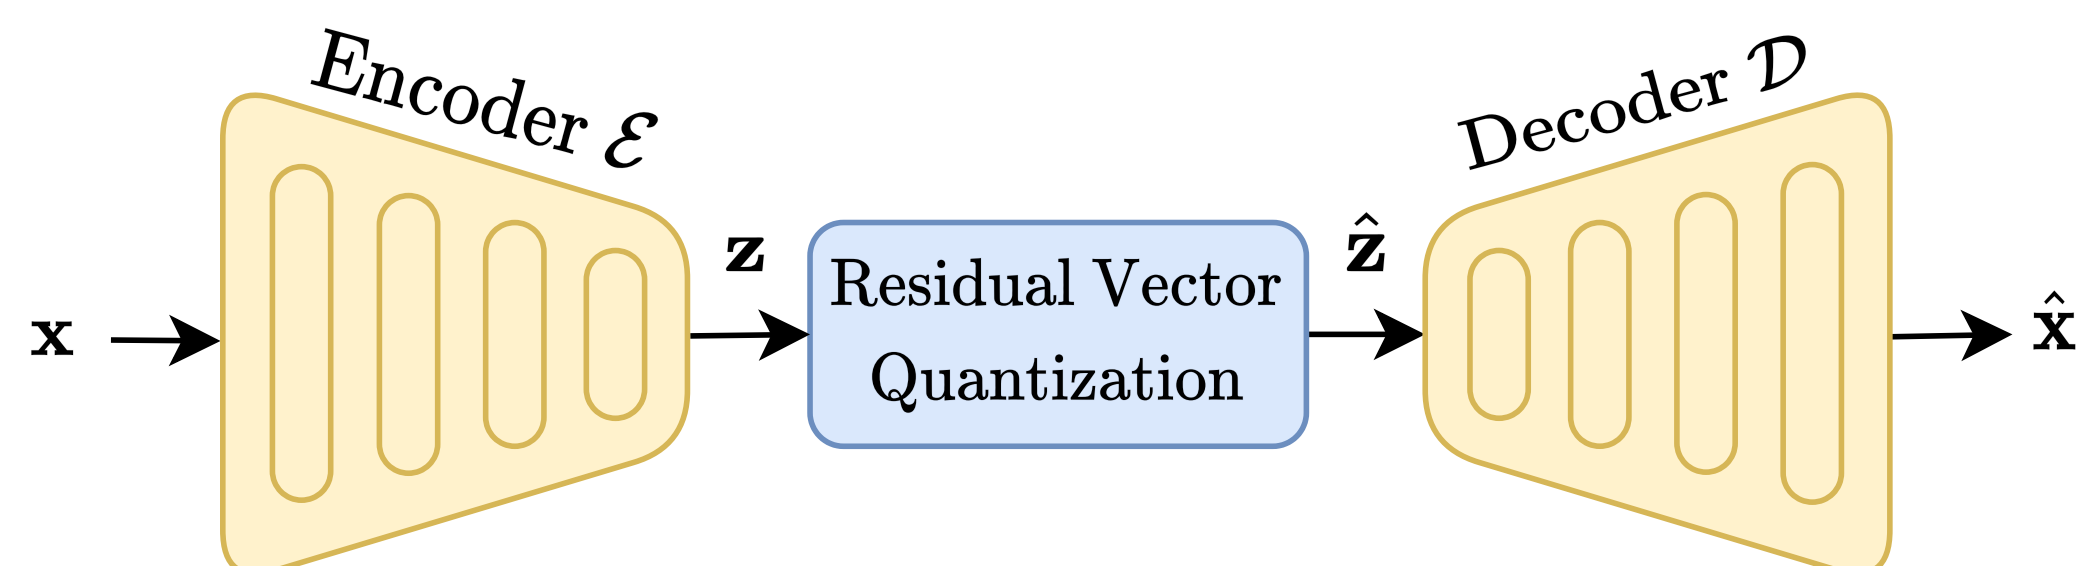 Encoder ℰ
Decoder 𝒟
x
z
Residual Vector
Quantization
ẑ
x̂